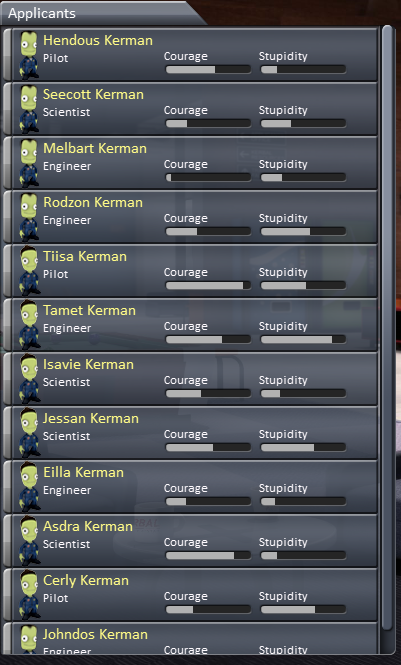 Applicants
Hendous Kerman
Pilot
Courage Stupidity
Seecott Kerman
Scientist
Courage Stupidity
Melbart Kerman
Engineer
Courage Stupidity
Rodzon Kerman
Engineer
Courage Stupidity
Tiisa Kerman
Pilot
Courage Stupidity
Tamet Kerman
Engineer
Courage Stupidity
Isavie Kerman
Scientist
Courage Stupidity
Jessan Kerman
Scientist
Courage Stupidity
Eilla Kerman
Engineer
Courage Stupidity
Asdra Kerman
Scientist
Courage Stupidity
Cerly Kerman
Pilot
Courage Stupidity
Johndos Kerman
Engineer
Courage Stupidity